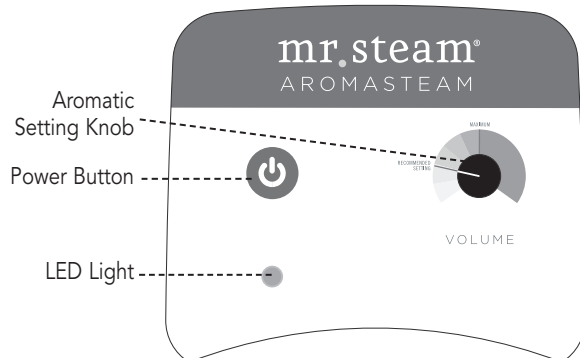 mr.steam®
AROMASTEAM
Aromatic
Setting Knob
MAXIMUM
RECOMMENDED
SETTING
Power Button
VOLUME
LED Light